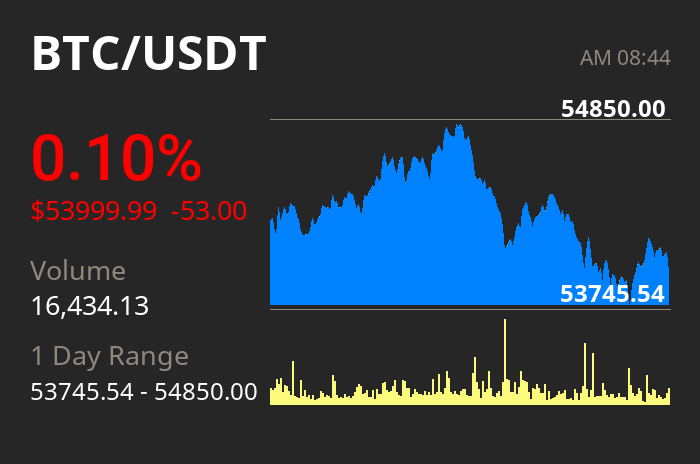 BTC/USDT
AM 08:44
54850.00
0.10%
$53999.99 -53.00
Volume
16,434.13
53745.54
1 Day Range
53745.54 - 54850.00